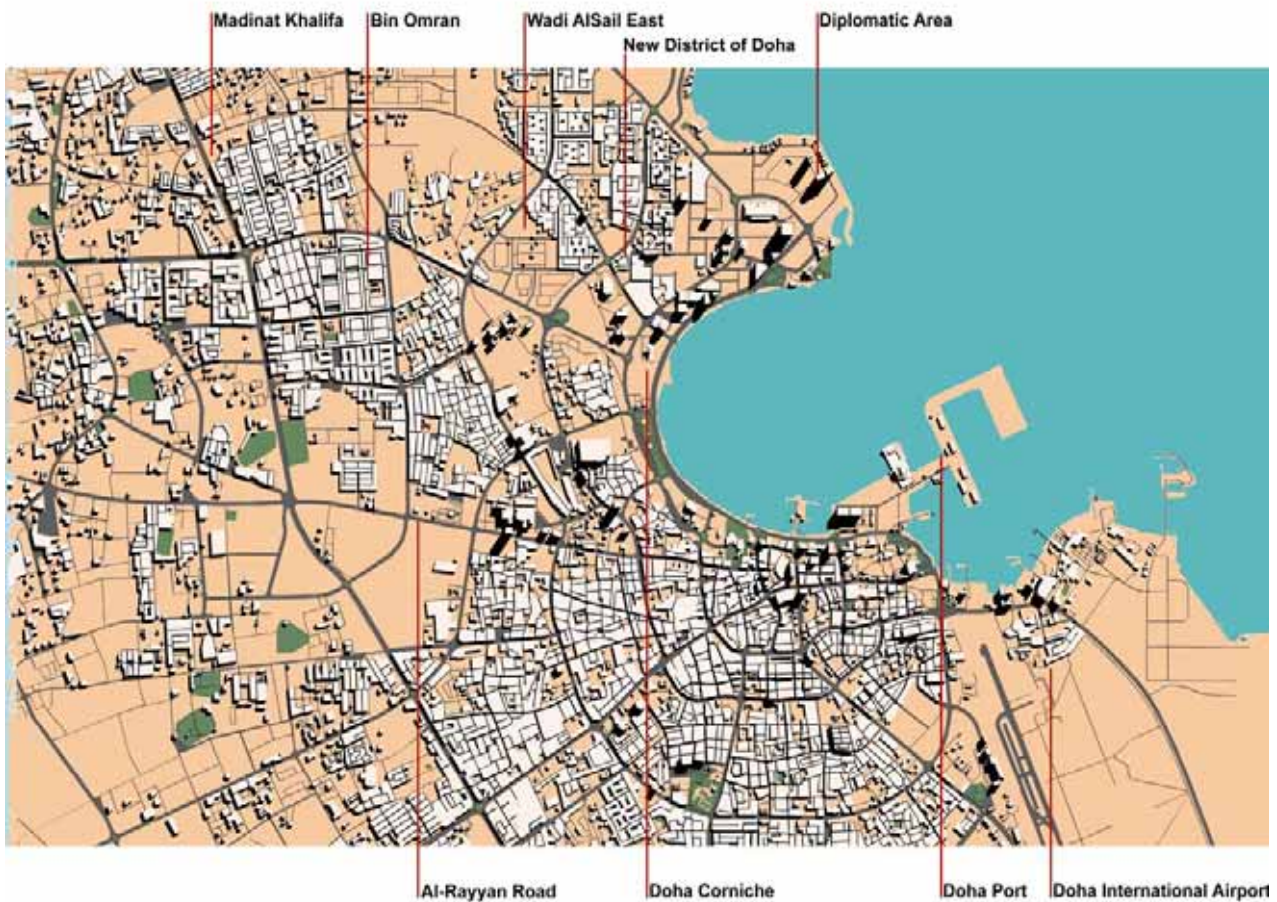 Madinat Khalifa
Bin Omran
Wadi AlSail East
Diplomatic Area
New District of Doha
Al-Rayyan Road
Doha Corniche
Doha Port
Doha International Airport